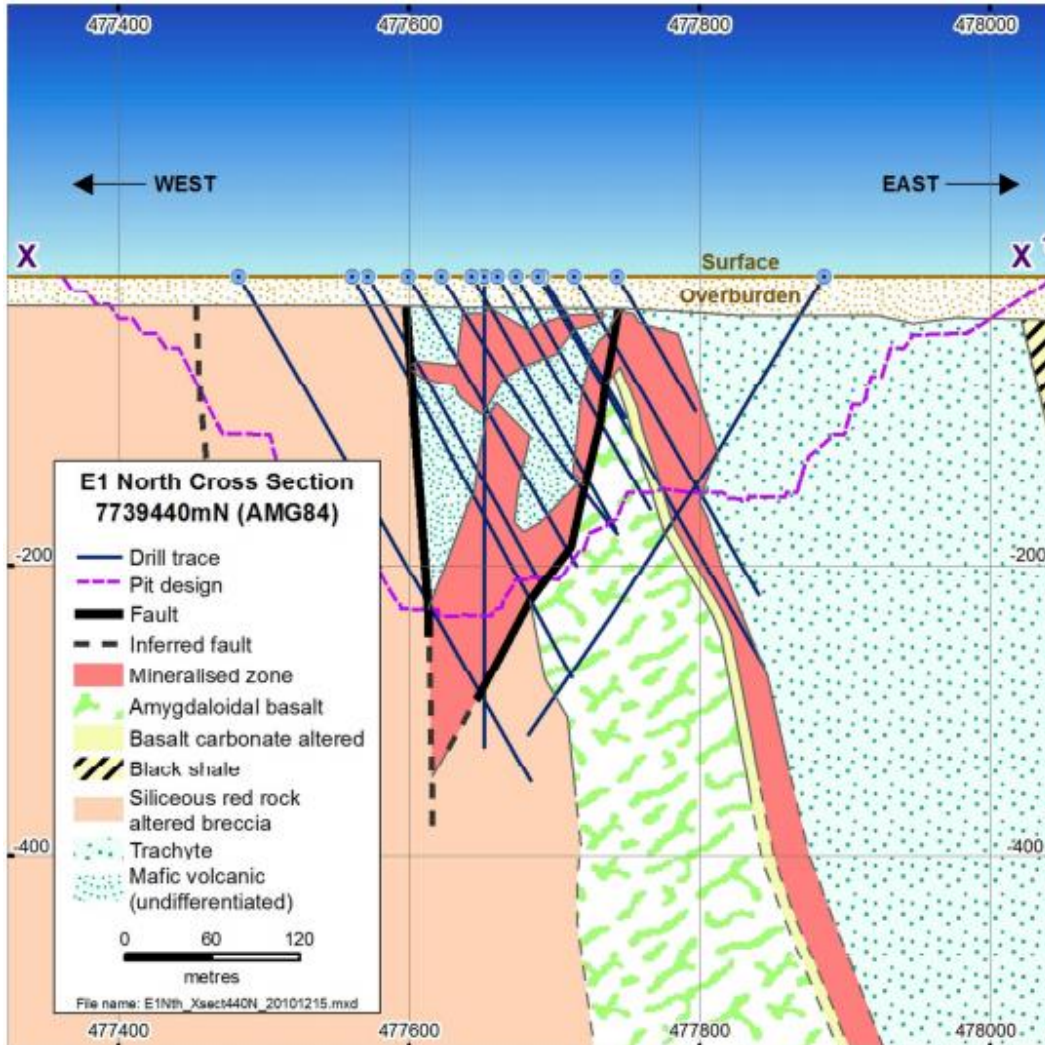 477400 477600 477800 478000
WEST EAST
X X
Surface
Overburden
E1 North Cross Section
7739440mN (AMG84)
-200 -200
Drill trace
Pit design
Fault
Inferred fault
Mineralised zone
Amygdaloidal basalt
Basalt carbonate altered
Black shale
Siliceous red rock
altered breccia
-400 -400
Trachyte
Mafic volcanic
(undifferentiated)
0 60 120
metres
File name: E1Nth_Xsect440N_20101215.mxd
477400 477600 477800 478000